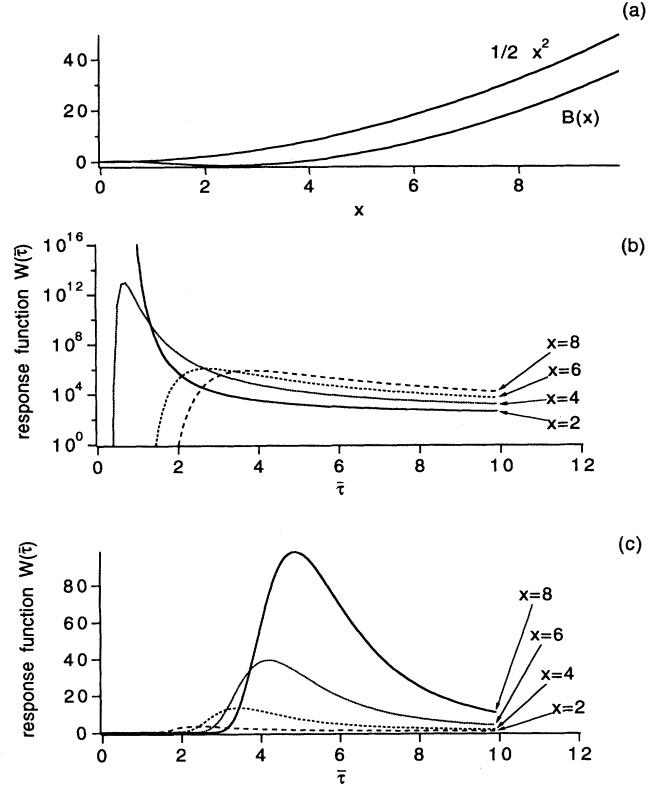 (a)
40
20
0
1/2 x²
B(x)
0 2 4 6 8
x
(b)
response function W(τ̄)
10¹⁶
10¹²
10⁸
10⁴
10⁰
x=8
x=6
x=4
x=2
0 2 4 6 8 10 12
τ̄
(c)
response function W(τ̄)
80
60
40
20
0
x=8
x=6
x=4
x=2
0 2 4 6 8 10 12
τ̄